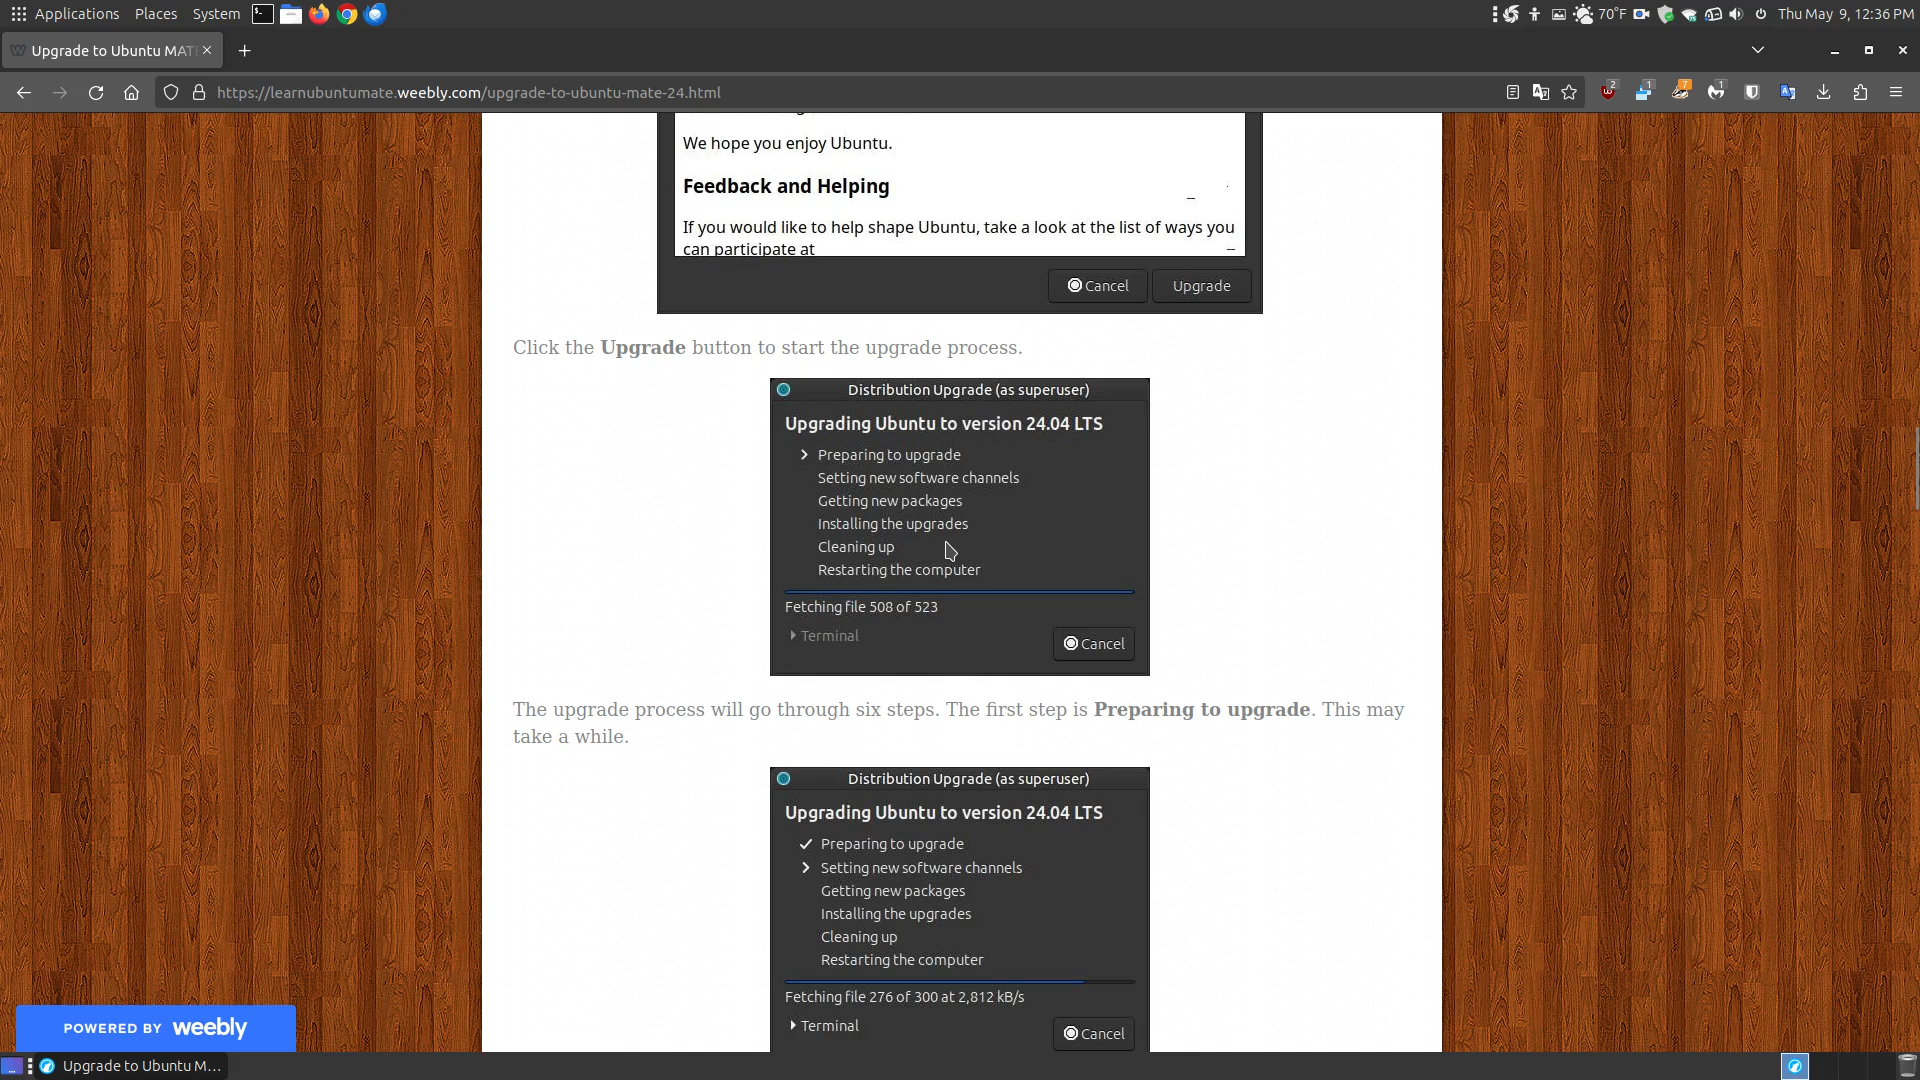 Applications Places System 70°F Thu May 9, 12:36 PM
Upgrade to Ubuntu MAT
https://learnubuntumate.weebly.com/upgrade-to-ubuntu-mate-24.html 2 1 7 1
We hope you enjoy Ubuntu.
Feedback and Helping
If you would like to help shape Ubuntu, take a look at the list of ways you
can participate at
Cancel Upgrade
Click the Upgrade button to start the upgrade process.
Distribution Upgrade (as superuser)
Upgrading Ubuntu to version 24.04 LTS
Preparing to upgrade
Setting new software channels
Getting new packages
Installing the upgrades
Cleaning up
Restarting the computer
Fetching file 508 of 523
Terminal
Cancel
The upgrade process will go through six steps. The first step is Preparing to upgrade. This may
take a while.
Distribution Upgrade (as superuser)
Upgrading Ubuntu to version 24.04 LTS
Preparing to upgrade
Setting new software channels
Getting new packages
Installing the upgrades
Cleaning up
Restarting the computer
Fetching file 276 of 300 at 2,812 kB/s
Terminal
Cancel
POWERED BY weebly
Upgrade to Ubuntu M...